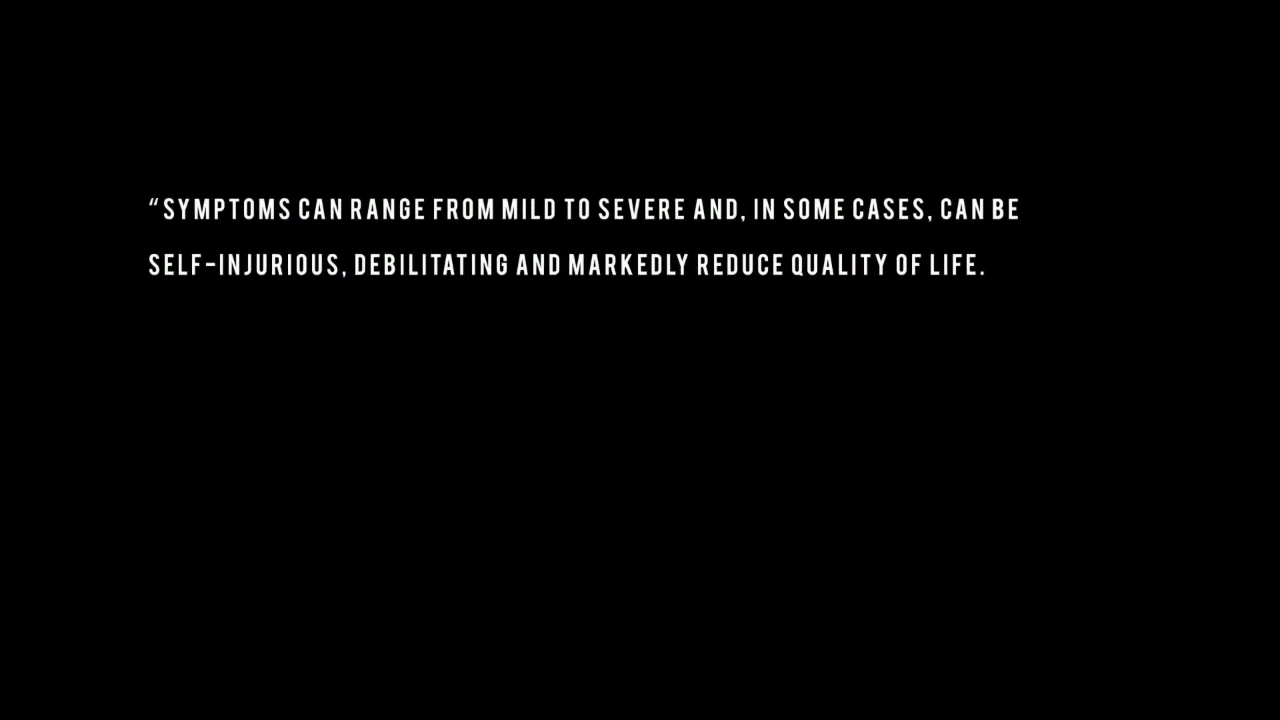 “SYMPTOMS CAN RANGE FROM MILD TO SEVERE AND, IN SOME CASES, CAN BE
SELF-INJURIOUS, DEBILITATING AND MARKEDLY REDUCE QUALITY OF LIFE.